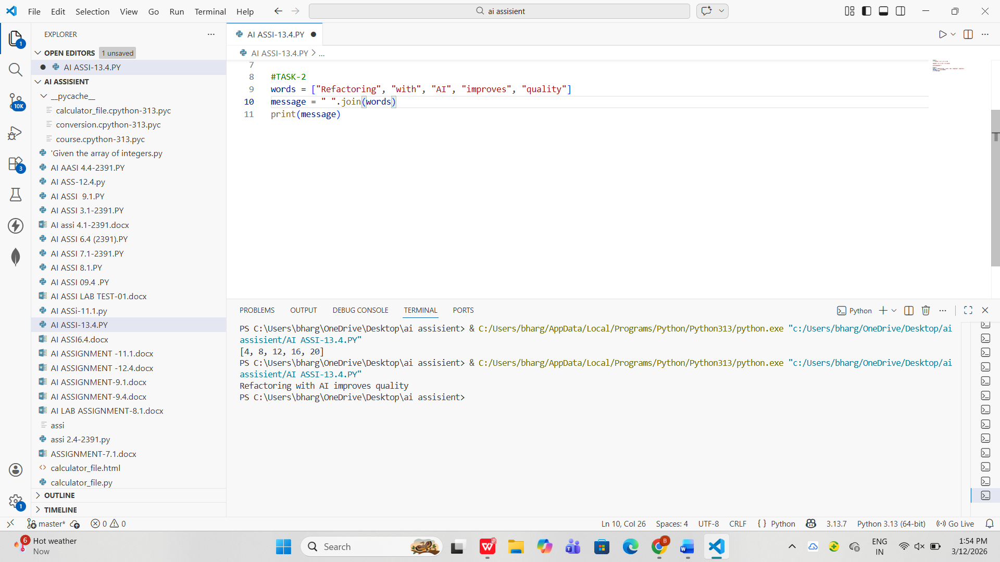 File Edit Selection View Go Run Terminal Help
ai assisient
EXPLORER
OPEN EDITORS 1 unsaved
AI ASSI-13.4.PY
AI ASSISIENT
__pycache__
calculator_file.cpython-313.pyc
conversion.cpython-313.pyc
course.cpython-313.pyc
'Given the array of integers.py
AI AASI 4.4-2391.PY
AI ASS-12.4.py
AI ASSI  9.1.PY
AI ASSI 3.1-2391.PY
AI assi 4.1-2391.docx
AI ASSI 6.4 (2391).PY
AI ASSI 7.1-2391.PY
AI ASSI 8.1.PY
AI ASSI 09.4 .PY
AI ASSI LAB TEST-01.docx
AI ASSi-11.1.py
AI ASSI-13.4.PY
AI ASSI6.4.docx
AI ASSIGNMENT -11.1.docx
AI ASSIGNMENT -12.4.docx
AI ASSIGNMENT-9.1.docx
AI ASSIGNMENT-9.4.docx
AI LAB ASSIGNMENT-8.1.docx
assi
assi 2.4-2391.py
ASSIGNMENT-7.1.docx
calculator_file.html
calculator_file.py
OUTLINE
TIMELINE
1
10K
3
1
AI ASSI-13.4.PY
AI ASSI-13.4.PY > ...
7
8 #TASK-2
9 words = ["Refactoring", "with", "AI", "improves", "quality"]
10 message = " ".join(words)
11 print(message)
PROBLEMS OUTPUT DEBUG CONSOLE TERMINAL PORTS
Python
PS C:\Users\bharg\OneDrive\Desktop\ai assisient> & C:/Users/bharg/AppData/Local/Programs/Python/Python313/python.exe "c:/Users/bharg/OneDrive/Desktop/ai
assisient/AI ASSI-13.4.PY"
[4, 8, 12, 16, 20]
PS C:\Users\bharg\OneDrive\Desktop\ai assisient> & C:/Users/bharg/AppData/Local/Programs/Python/Python313/python.exe "c:/Users/bharg/OneDrive/Desktop/ai
assisient/AI ASSI-13.4.PY"
Refactoring with AI improves quality
PS C:\Users\bharg\OneDrive\Desktop\ai assisient>
master* 0 0
Ln 10, Col 26 Spaces: 4 UTF-8 CRLF { } Python 3.13.7 Python 3.13 (64-bit) Go Live
6
Hot weather
Now
Search
B
ENG
IN
1:54 PM
3/12/2026